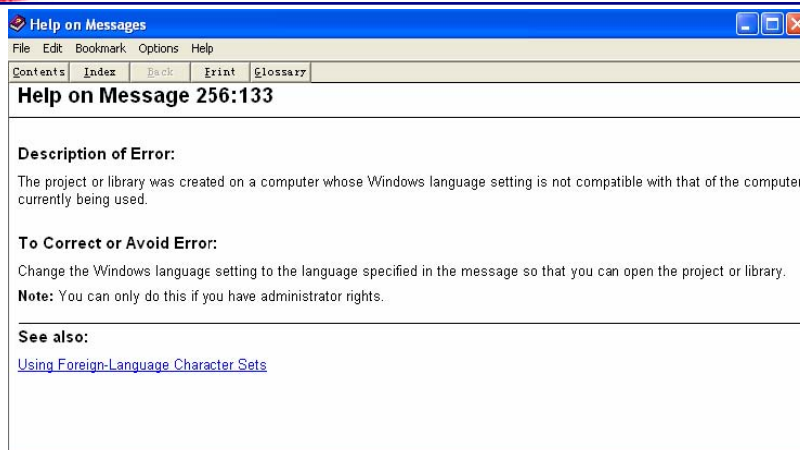 Help on Messages
File Edit Bookmark Options Help
Contents Index Back Print Glossary
Help on Message 256:133
Description of Error:
The project or library was created on a computer whose Windows language setting is not compatible with that of the computer
currently being used.
To Correct or Avoid Error:
Change the Windows language setting to the language specified in the message so that you can open the project or library.
Note: You can only do this if you have administrator rights.
See also:
Using Foreign-Language Character Sets